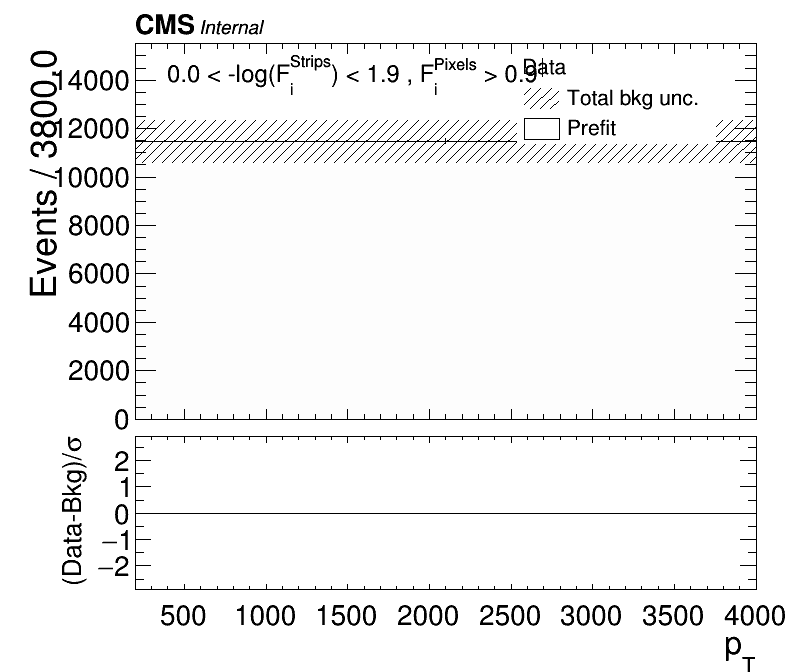 CMS Internal
Events / 3800.0
0.0 < -log(F_i^Strips) < 1.9 , F_i^Pixels > 0.9
Data
Total bkg unc.
Prefit
14000
12000
10000
8000
6000
4000
2000
0
(Data-Bkg)/σ
2
1
0
−1
−2
500 1000 1500 2000 2500 3000 3500 4000
p_T